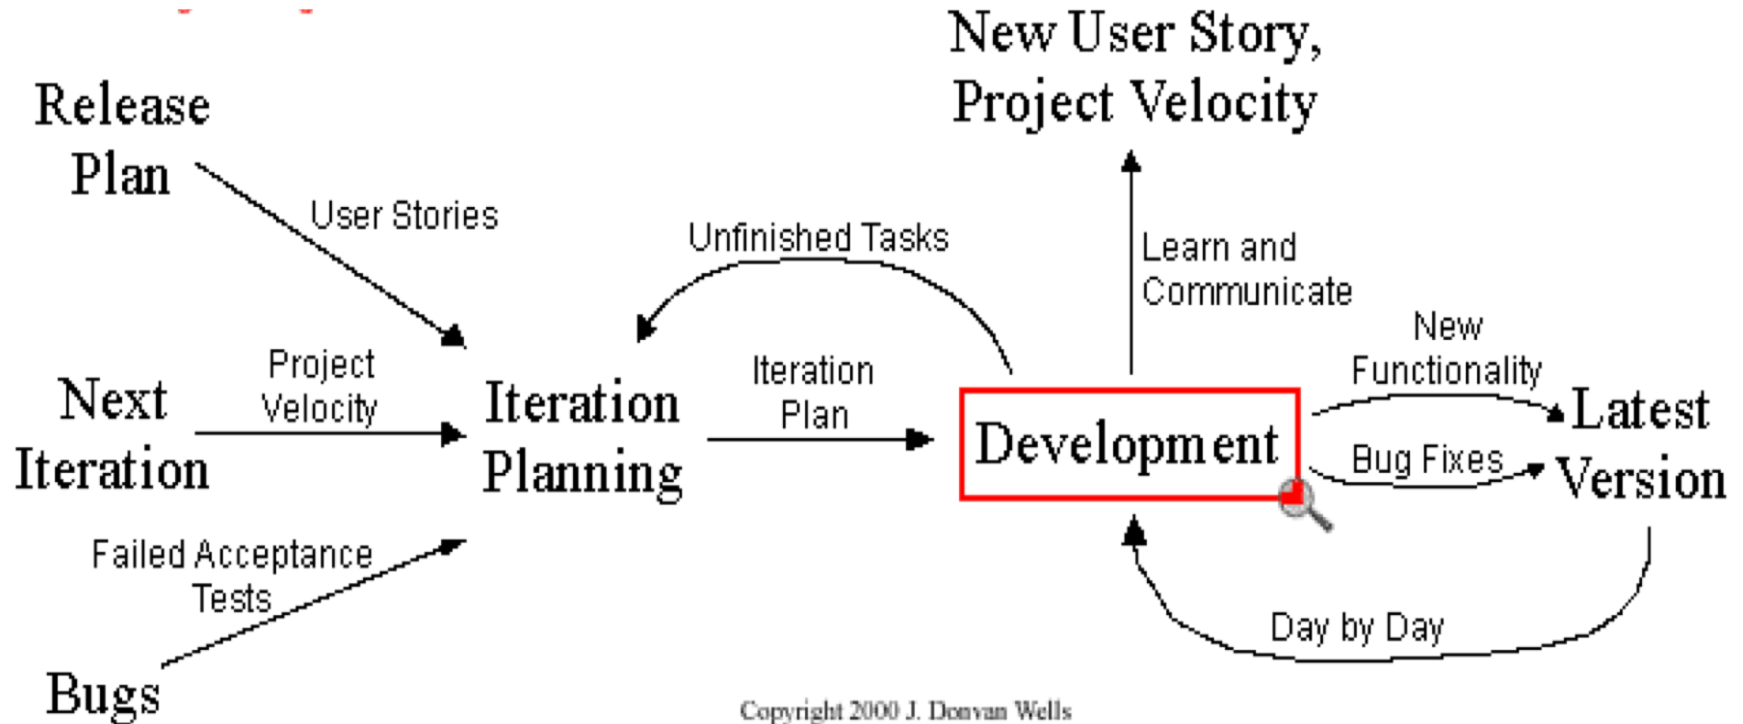 New User Story,
Project Velocity
Release
Plan
User Stories
Unfinished Tasks
Learn and
Communicate
New
Functionality
Project
Velocity
Iteration
Plan
Next
Iteration
Iteration
Planning
Development
Latest
Version
Bug Fixes
Failed Acceptance
Tests
Day by Day
Bugs
Copyright 2000 J. Donvan Wells